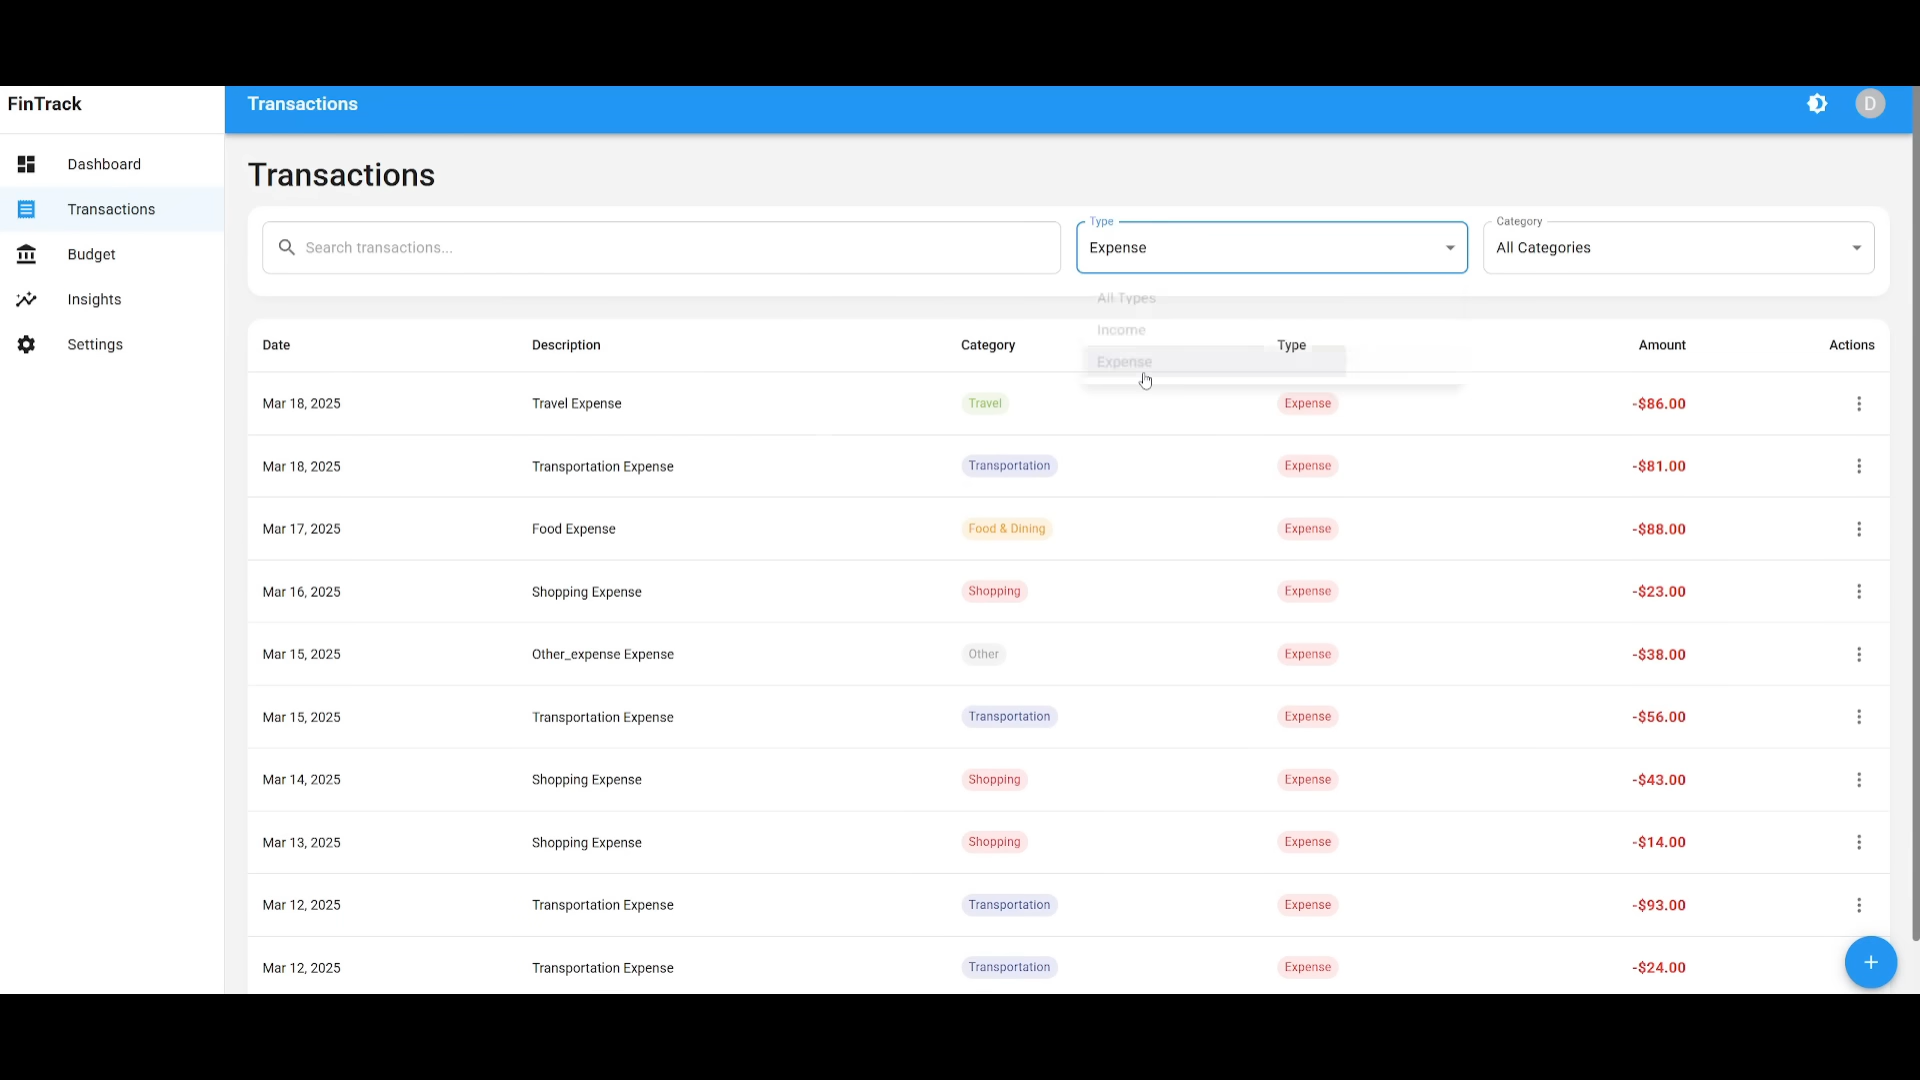 FinTrack
Transactions
D
Dashboard
Transactions
Budget
Insights
Settings
Transactions
Search transactions...
Type
Expense
Category
All Categories
All Types
Income
Expense
Date Description Category Type Amount Actions
Mar 18, 2025 Travel Expense Travel Expense -$86.00
Mar 18, 2025 Transportation Expense Transportation Expense -$81.00
Mar 17, 2025 Food Expense Food & Dining Expense -$88.00
Mar 16, 2025 Shopping Expense Shopping Expense -$23.00
Mar 15, 2025 Other_expense Expense Other Expense -$38.00
Mar 15, 2025 Transportation Expense Transportation Expense -$56.00
Mar 14, 2025 Shopping Expense Shopping Expense -$43.00
Mar 13, 2025 Shopping Expense Shopping Expense -$14.00
Mar 12, 2025 Transportation Expense Transportation Expense -$93.00
Mar 12, 2025 Transportation Expense Transportation Expense -$24.00